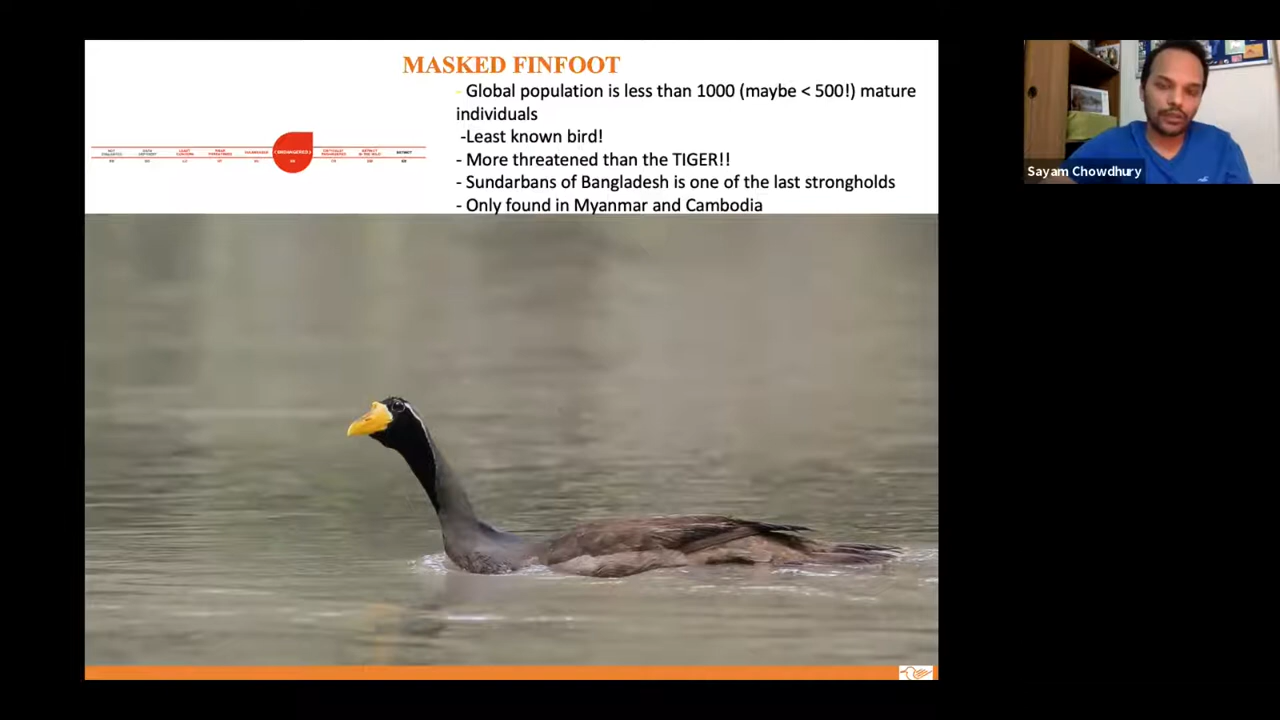 MASKED FINFOOT
- Global population is less than 1000 (maybe < 500!) mature
individuals
-Least known bird!
- More threatened than the TIGER!!
- Sundarbans of Bangladesh is one of the last strongholds
- Only found in Myanmar and Cambodia
ENDANGERED
Sayam Chowdhury